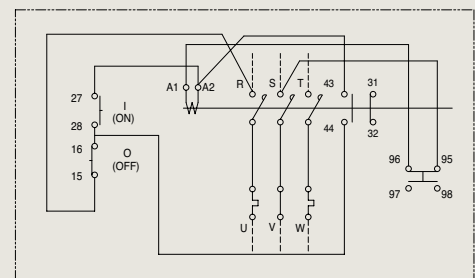 R S T 43 31
A1 A2
27
I
(ON)
28
44 32
16
O
(OFF)
15
96 95
97 98
U V W